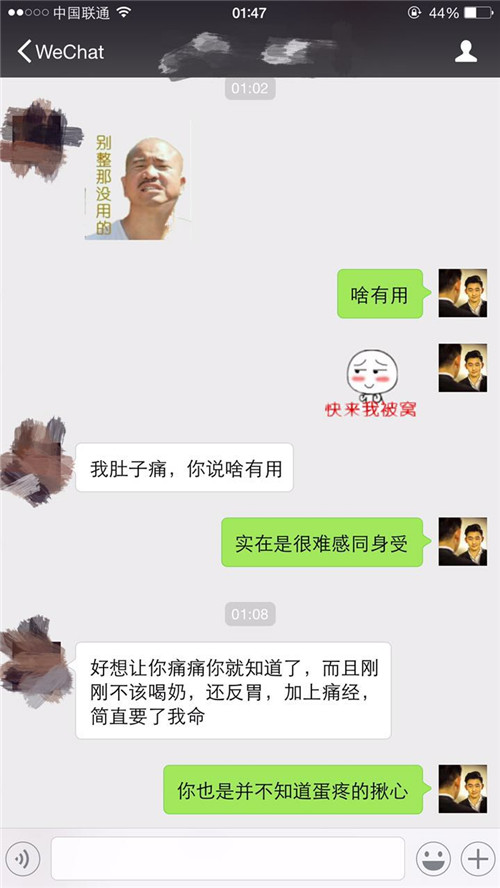 中国联通 01:47 44%
WeChat
01:02
别整那没用的
啥有用
快来我被窝
我肚子痛，你说啥有用
实在是很难感同身受
01:08
好想让你痛痛你就知道了，而且刚
刚不该喝奶，还反胃，加上痛经，
简直要了我命
你也是并不知道蛋疼的揪心